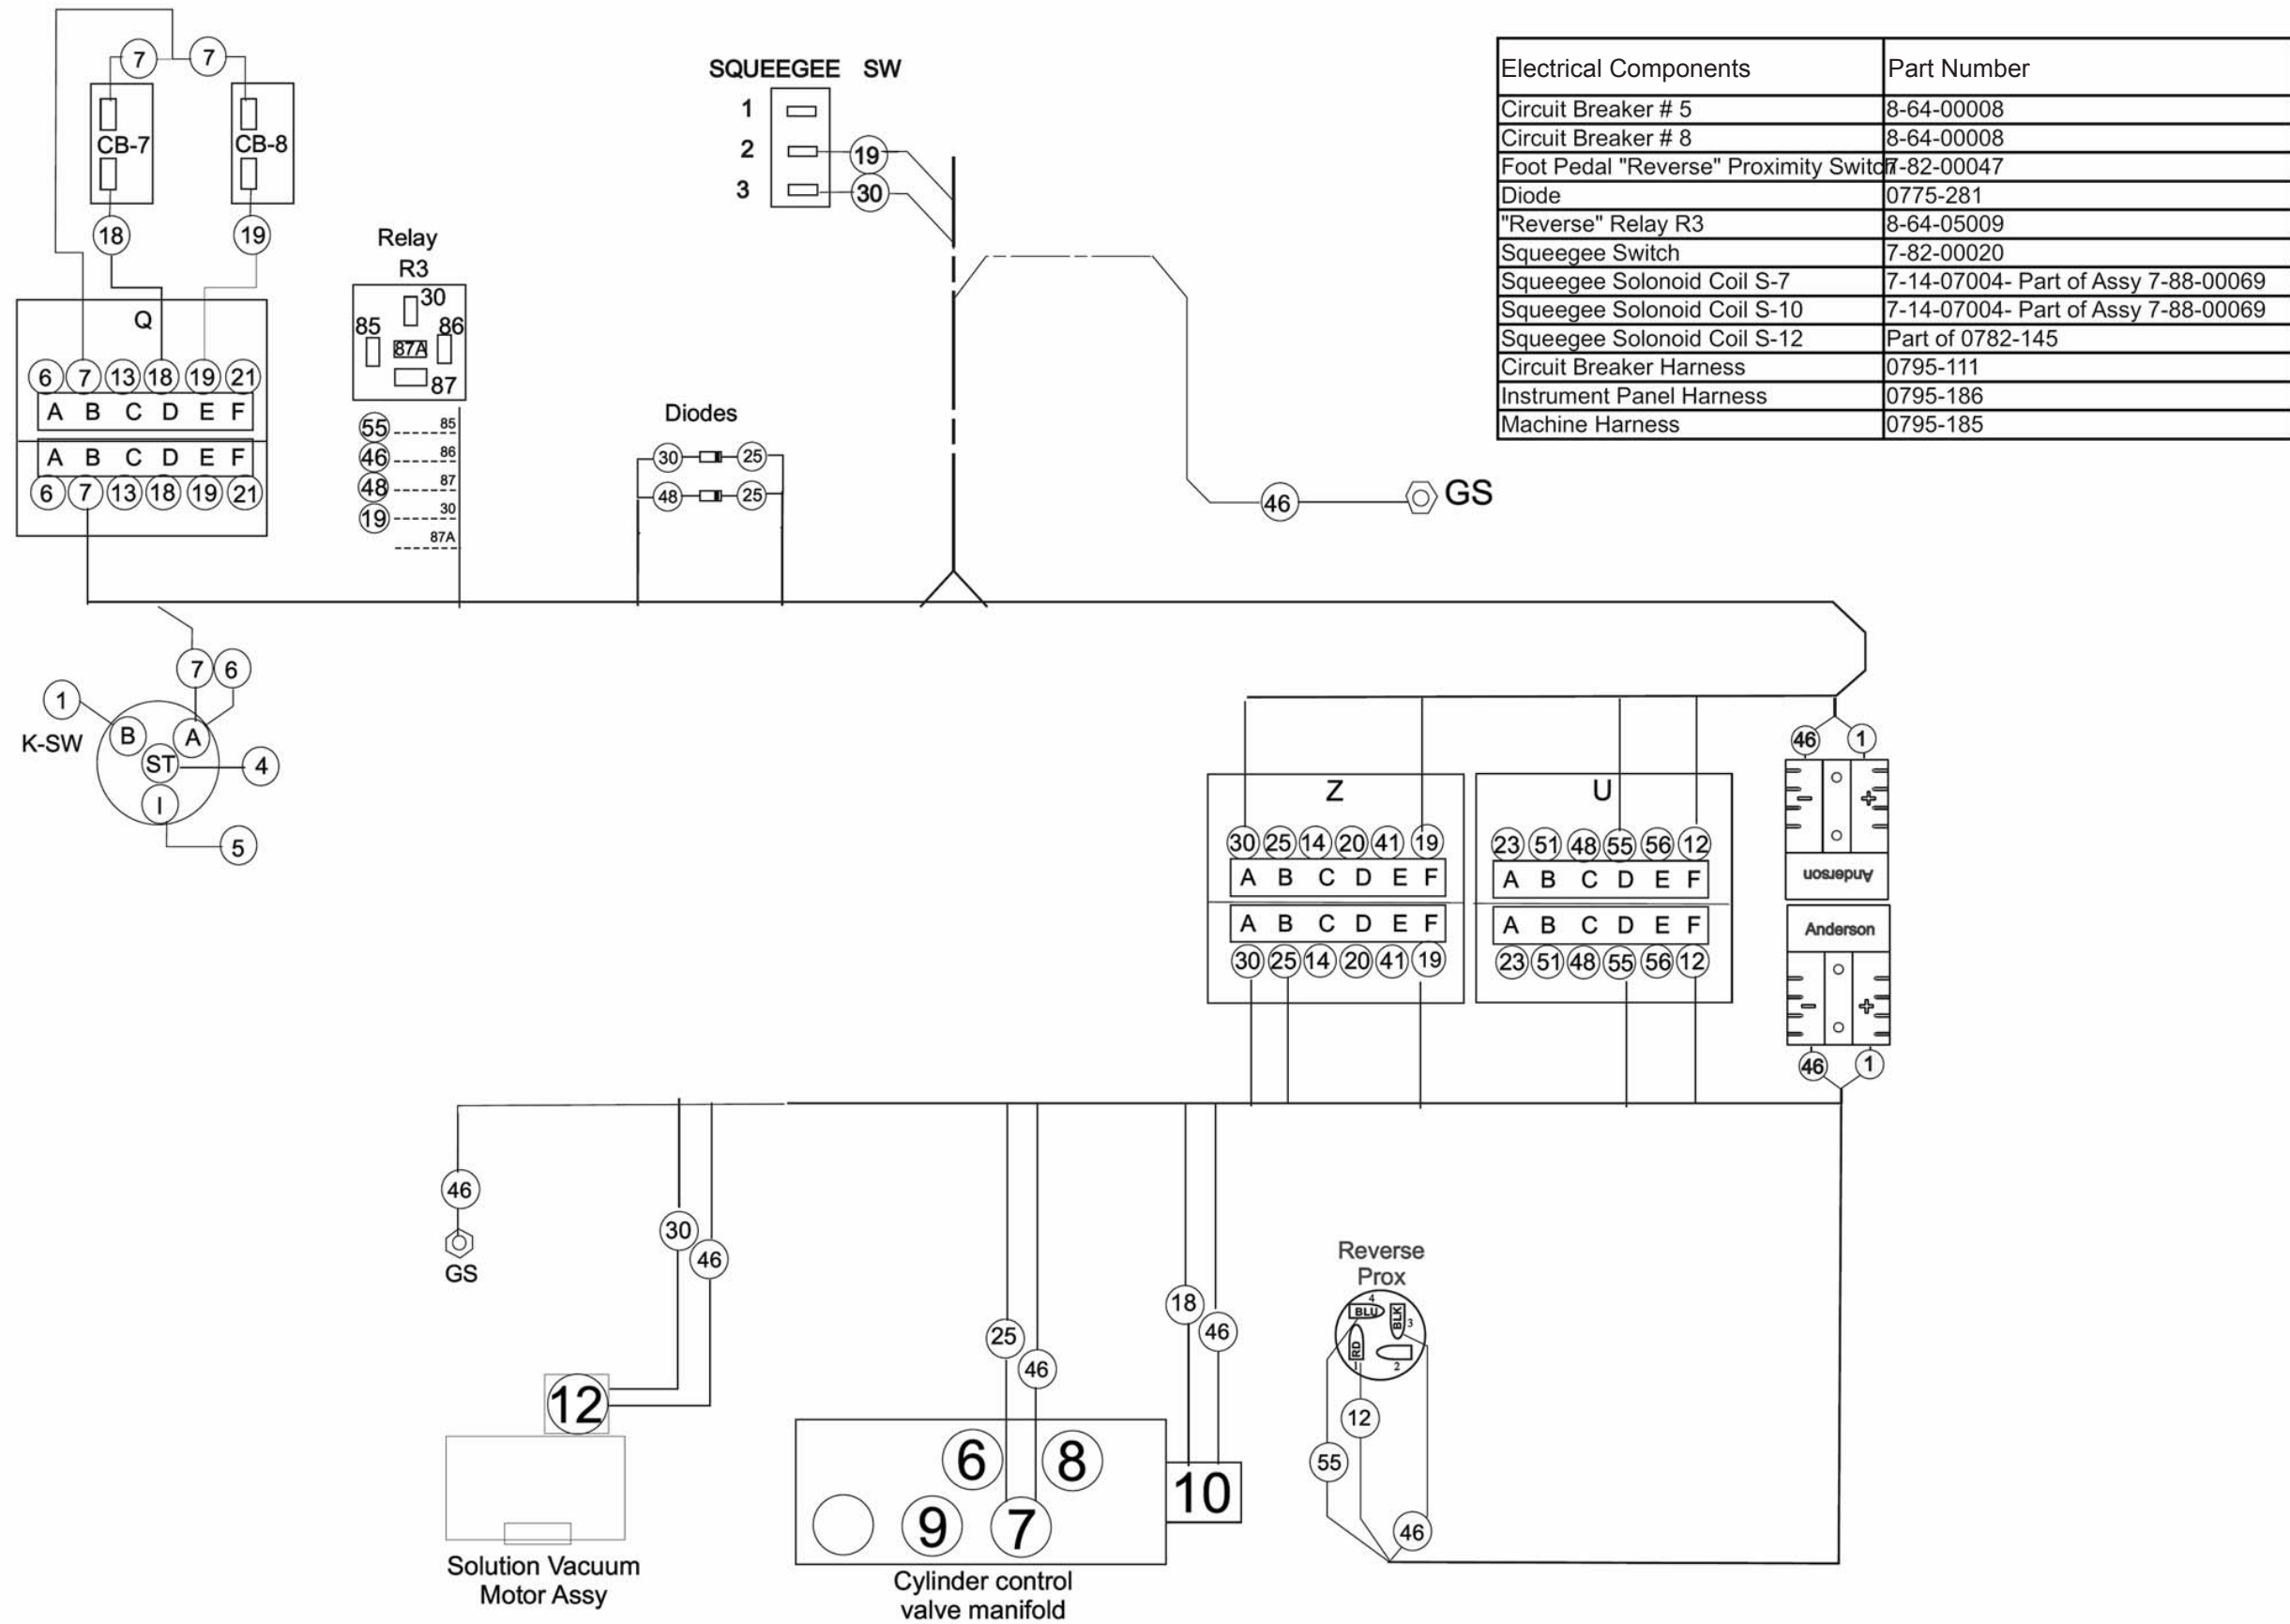 7 7
CB-7 CB-8
18 19
Q
6 7 13 18 19 21
A B C D E F
A B C D E F
6 7 13 18 19 21
Relay
R3
30
85 86
87A
87
55 85
46 86
48 87
19 30
87A
SQUEEGEE SW
1
2 19
3 30
Diodes
30 25
48 25
46 GS
Electrical Components Part Number
Circuit Breaker # 5 8-64-00008
Circuit Breaker # 8 8-64-00008
Foot Pedal "Reverse" Proximity Switch 7-82-00047
Diode 0775-281
"Reverse" Relay R3 8-64-05009
Squeegee Switch 7-82-00020
Squeegee Solonoid Coil S-7 7-14-07004- Part of Assy 7-88-00069
Squeegee Solonoid Coil S-10 7-14-07004- Part of Assy 7-88-00069
Squeegee Solonoid Coil S-12 Part of 0782-145
Circuit Breaker Harness 0795-111
Instrument Panel Harness 0795-186
Machine Harness 0795-185
7 6
1
K-SW B A
ST 4
I
5
Z
30 25 14 20 41 19
A B C D E F
A B C D E F
30 25 14 20 41 19
U
23 51 48 55 56 12
A B C D E F
A B C D E F
23 51 48 55 56 12
46 1
- +
Anderson
Anderson
- +
46 1
46
GS
30
46
12
Solution Vacuum
Motor Assy
25
46
18
46
6 8
9 7
10
Cylinder control
valve manifold
Reverse
Prox
4
BLU BLK 3
RD
1 2
12
55
46